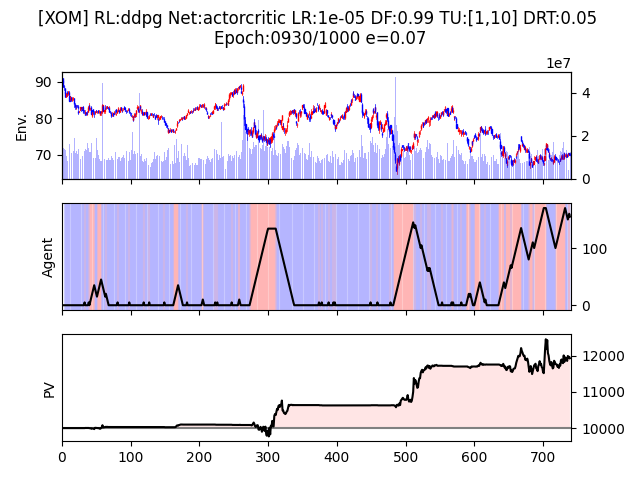 [XOM] RL:ddpg Net:actorcritic LR:1e-05 DF:0.99 TU:[1,10] DRT:0.05
Epoch:0930/1000 e=0.07
1e7
Env.
90
80
70
4
2
0
Agent
100
0
PV
12000
11000
10000
0 100 200 300 400 500 600 700